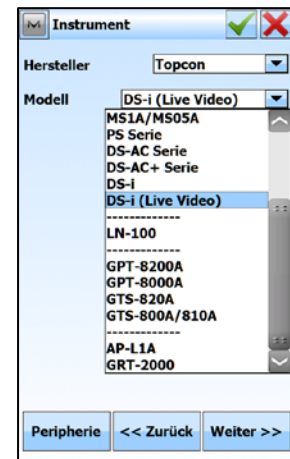 Instrument
Hersteller Topcon
Modell DS-i (Live Video)
MS1A/MS05A
PS Serie
DS-AC Serie
DS-AC+ Serie
DS-i
DS-i (Live Video)
-------------
LN-100
-------------
GPT-8200A
GPT-8000A
GTS-820A
GTS-800A/810A
-------------
AP-L1A
GRT-2000
Peripherie << Zurück Weiter >>